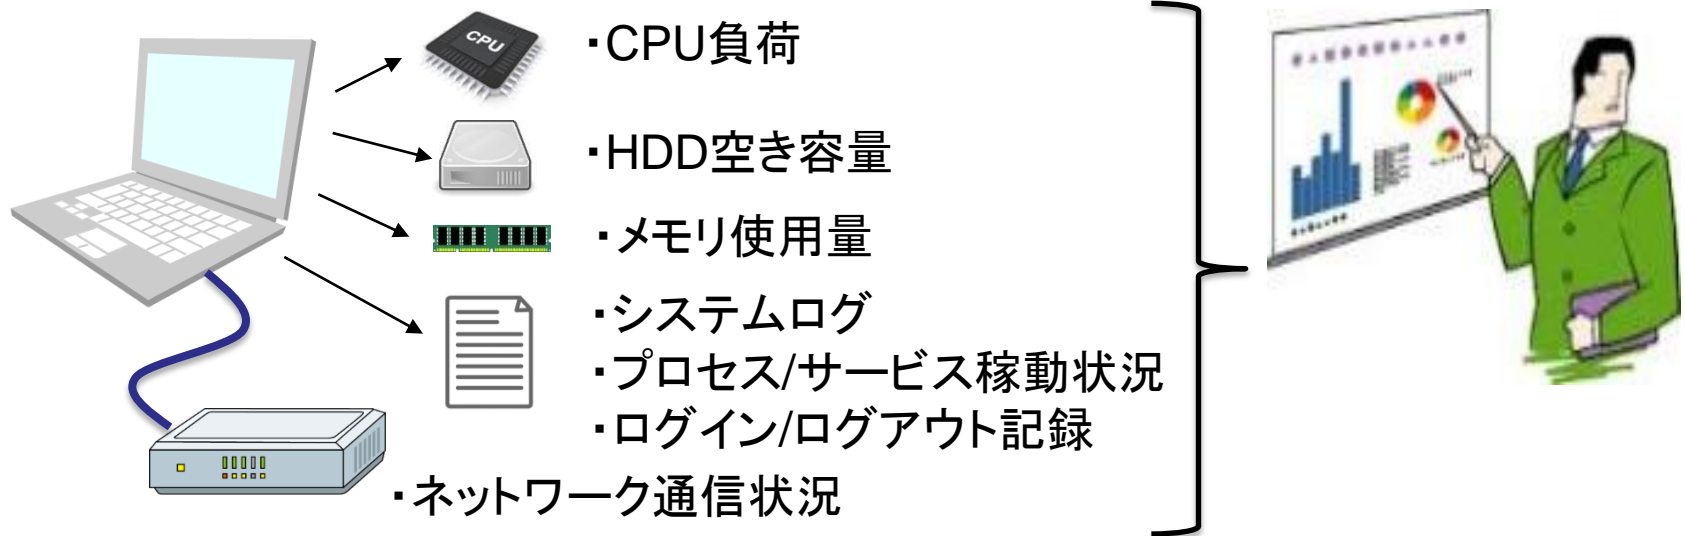 CPU
・CPU負荷
・HDD空き容量
・メモリ使用量
・システムログ
・プロセス/サービス稼動状況
・ログイン/ログアウト記録
・ネットワーク通信状況